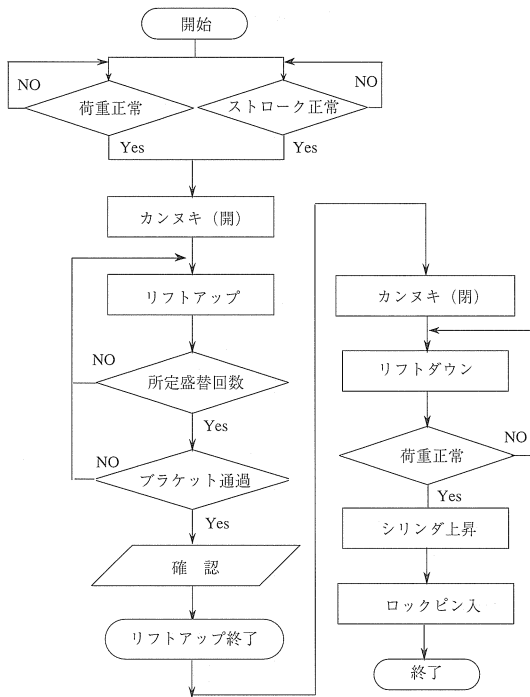 開始
NO
荷重正常
Yes
ストローク正常
NO
Yes
カンヌキ（開）
リフトアップ
所定盛替回数
NO
Yes
ブラケット通過
NO
Yes
確　認
リフトアップ終了
カンヌキ（閉）
リフトダウン
荷重正常
NO
Yes
シリンダ上昇
ロックピン入
終了